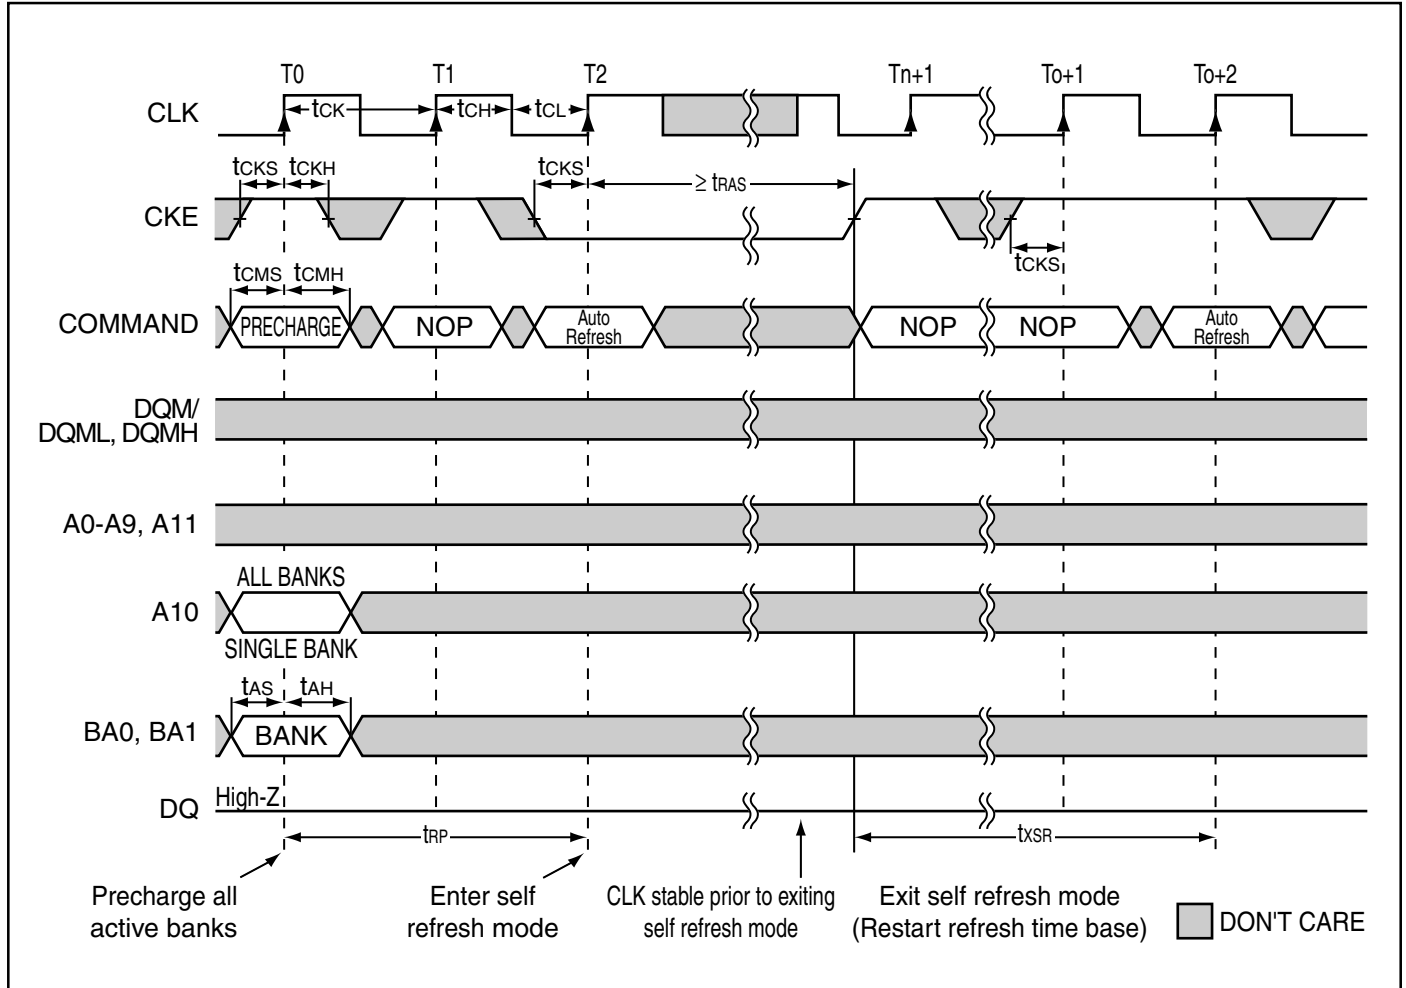 T0 T1 T2 Tn+1 To+1 To+2
CLK tCK tCH tCL
tCKS tCKH tCKS ≥ tRAS
CKE
tCKS
tCMS tCMH
COMMAND PRECHARGE NOP Auto Refresh NOP NOP Auto Refresh
DQM/
DQML, DQMH
A0-A9, A11
ALL BANKS
A10
SINGLE BANK
tAS tAH
BA0, BA1 BANK
DQ High-Z
tRP tXSR
Precharge all
active banks
Enter self
refresh mode
CLK stable prior to exiting
self refresh mode
Exit self refresh mode
(Restart refresh time base)
DON'T CARE